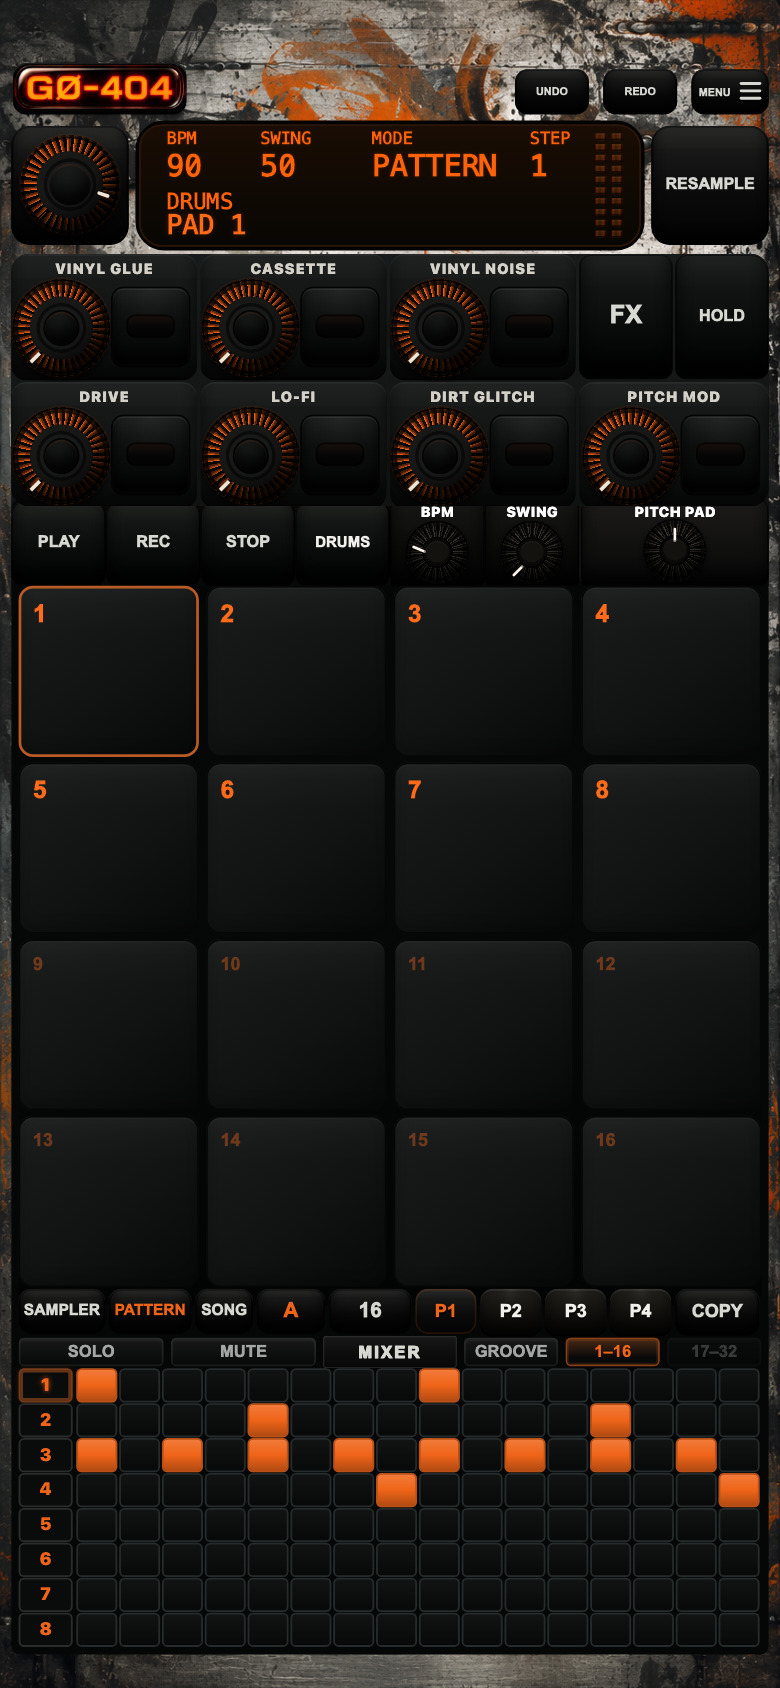 GØ-404
UNDO REDO MENU
BPM SWING MODE STEP
90 50 PATTERN 1
DRUMS
PAD 1
RESAMPLE
VINYL GLUE CASSETTE VINYL NOISE
FX HOLD
DRIVE LO-FI DIRT GLITCH PITCH MOD
BPM SWING PITCH PAD
PLAY REC STOP DRUMS
1 2 3 4
5 6 7 8
9 10 11 12
13 14 15 16
SAMPLER PATTERN SONG A 16 P1 P2 P3 P4 COPY
SOLO MUTE MIXER GROOVE 1–16 17–32
1
2
3
4
5
6
7
8